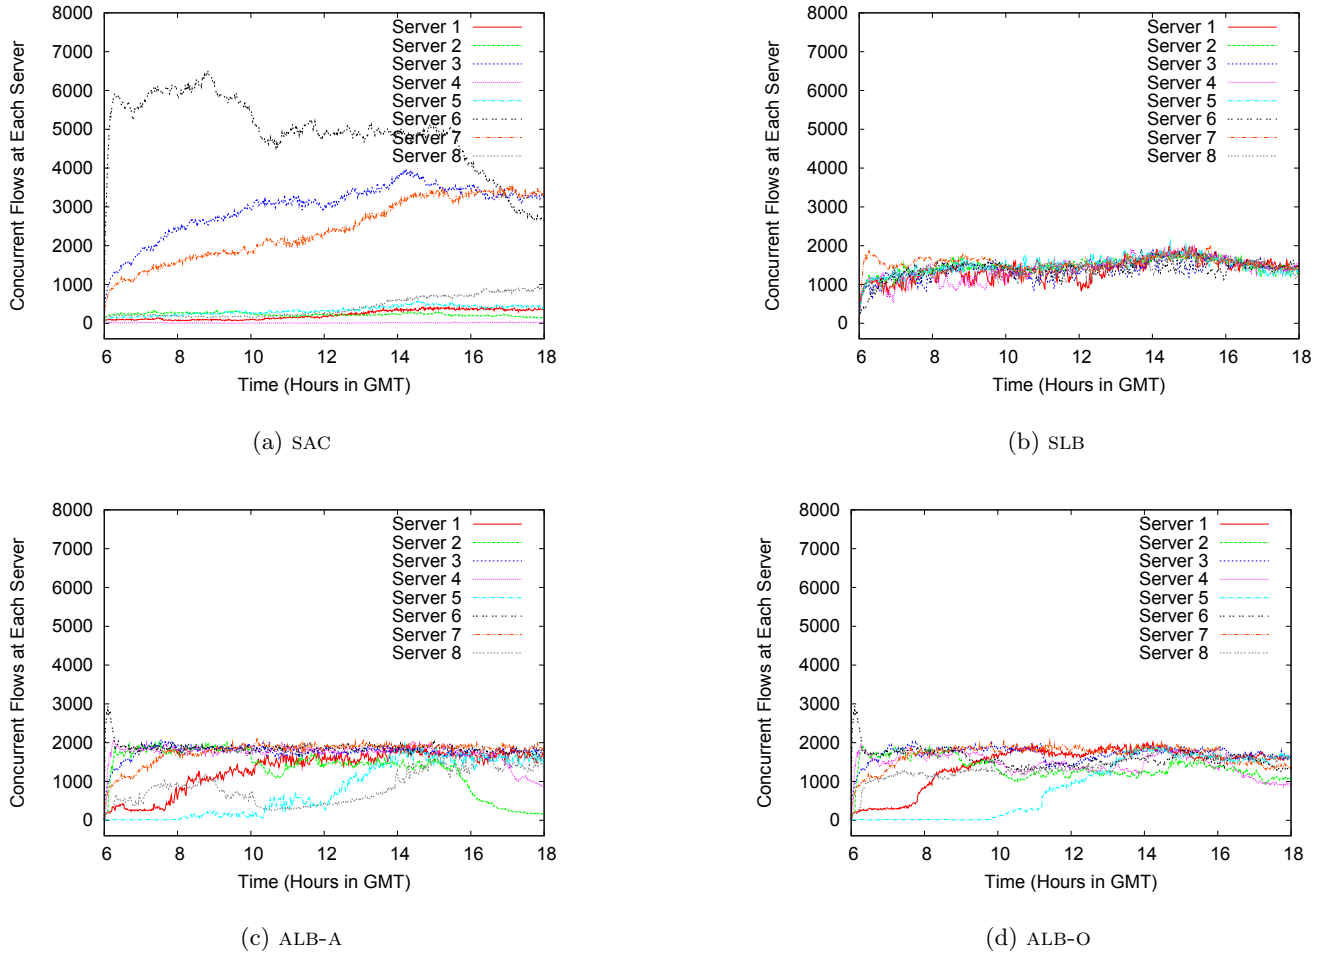 8000
7000
6000
5000
4000
3000
2000
1000
0
Concurrent Flows at Each Server
Server 1
Server 2
Server 3
Server 4
Server 5
Server 6
Server 7
Server 8
6 8 10 12 14 16 18
Time (Hours in GMT)
(a) SAC
8000
7000
6000
5000
4000
3000
2000
1000
0
Concurrent Flows at Each Server
Server 1
Server 2
Server 3
Server 4
Server 5
Server 6
Server 7
Server 8
6 8 10 12 14 16 18
Time (Hours in GMT)
(b) SLB
8000
7000
6000
5000
4000
3000
2000
1000
0
Concurrent Flows at Each Server
Server 1
Server 2
Server 3
Server 4
Server 5
Server 6
Server 7
Server 8
6 8 10 12 14 16 18
Time (Hours in GMT)
(c) ALB-A
8000
7000
6000
5000
4000
3000
2000
1000
0
Concurrent Flows at Each Server
Server 1
Server 2
Server 3
Server 4
Server 5
Server 6
Server 7
Server 8
6 8 10 12 14 16 18
Time (Hours in GMT)
(d) ALB-O